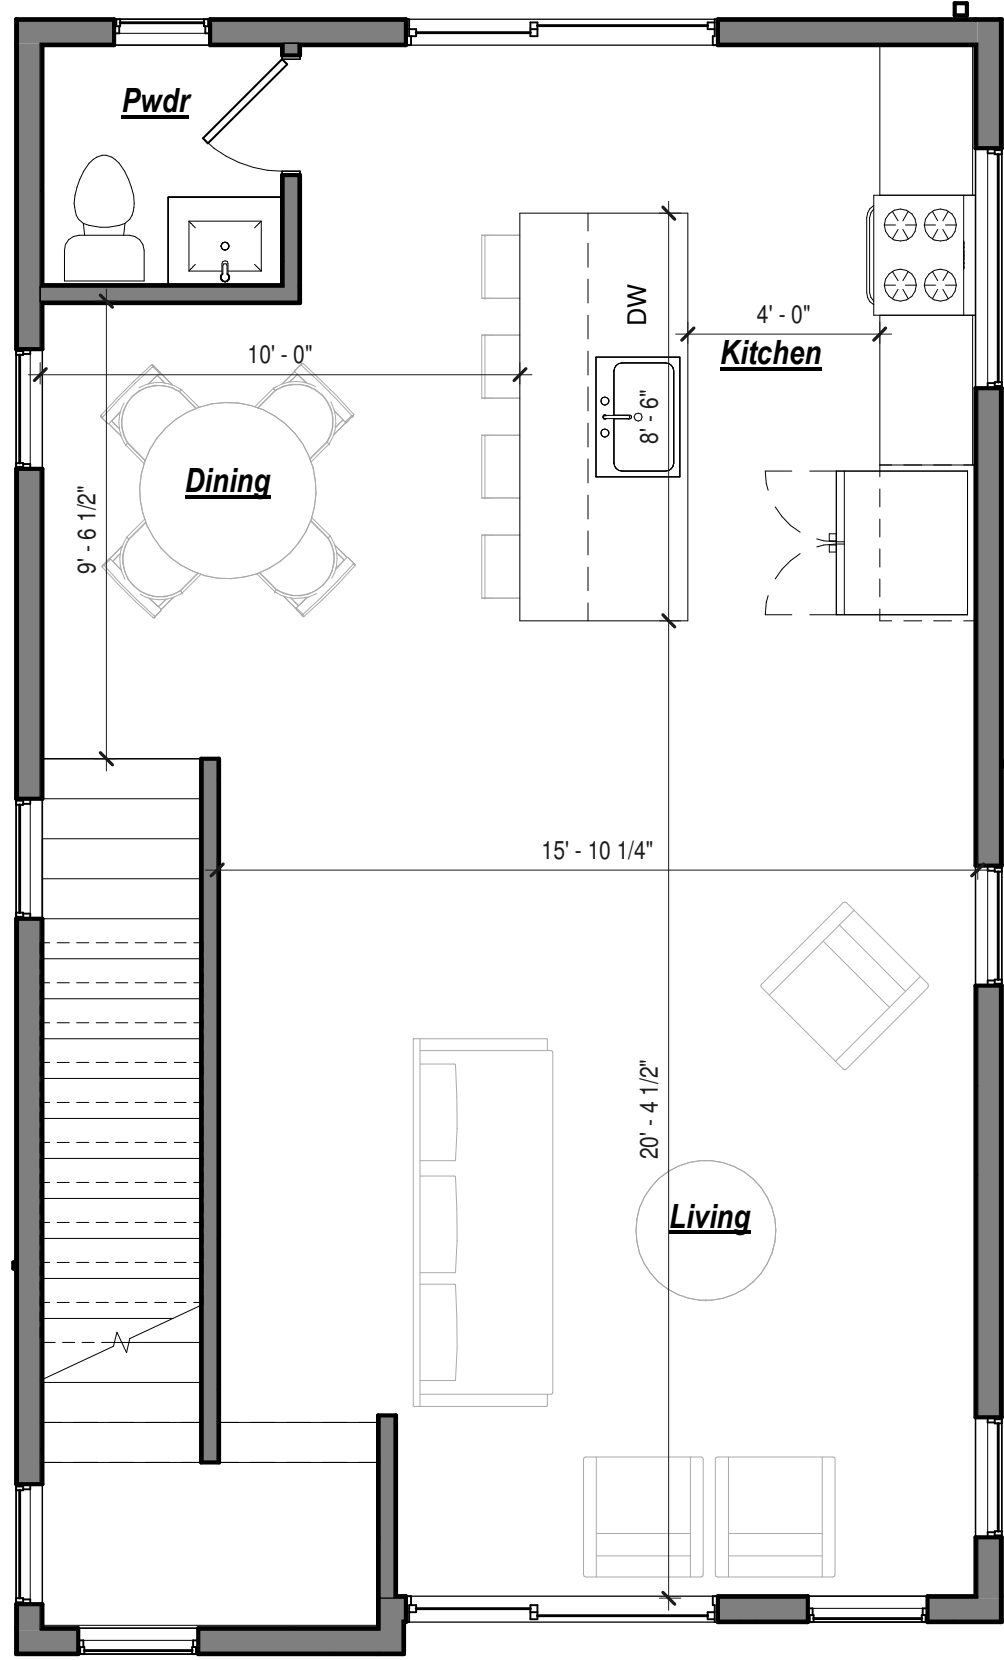 Pwdr
DW
4' - 0"
Kitchen
10' - 0"
8' - 6"
Dining
9' - 6 1/2"
15' - 10 1/4"
20' - 4 1/2"
Living